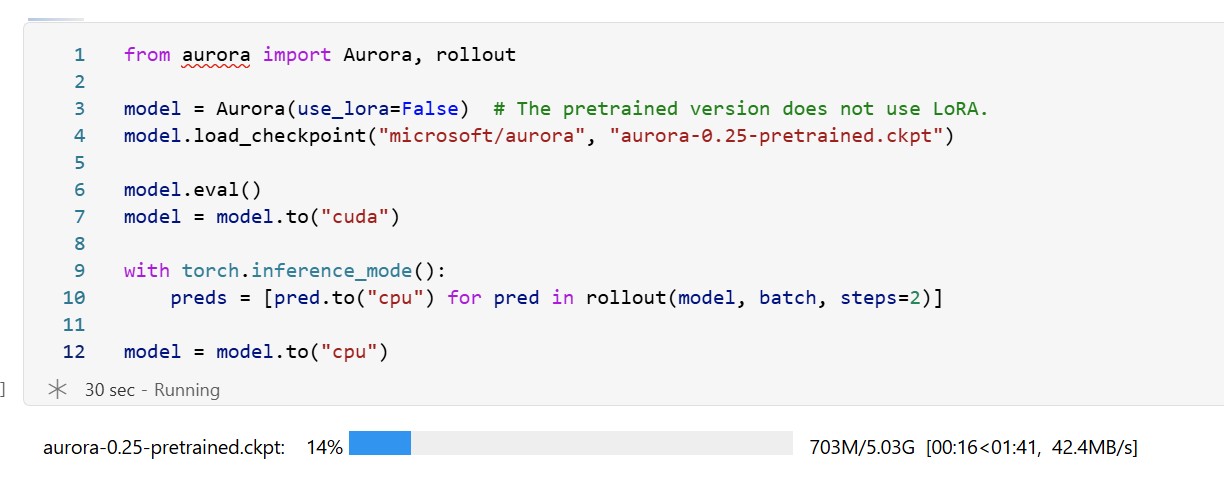 1 from aurora import Aurora, rollout
2
3 model = Aurora(use_lora=False)  # The pretrained version does not use LoRA.
4 model.load_checkpoint("microsoft/aurora", "aurora-0.25-pretrained.ckpt")
5
6 model.eval()
7 model = model.to("cuda")
8
9 with torch.inference_mode():
10     preds = [pred.to("cpu") for pred in rollout(model, batch, steps=2)]
11
12 model = model.to("cpu")
] 30 sec - Running
aurora-0.25-pretrained.ckpt: 14% 703M/5.03G [00:16<01:41, 42.4MB/s]